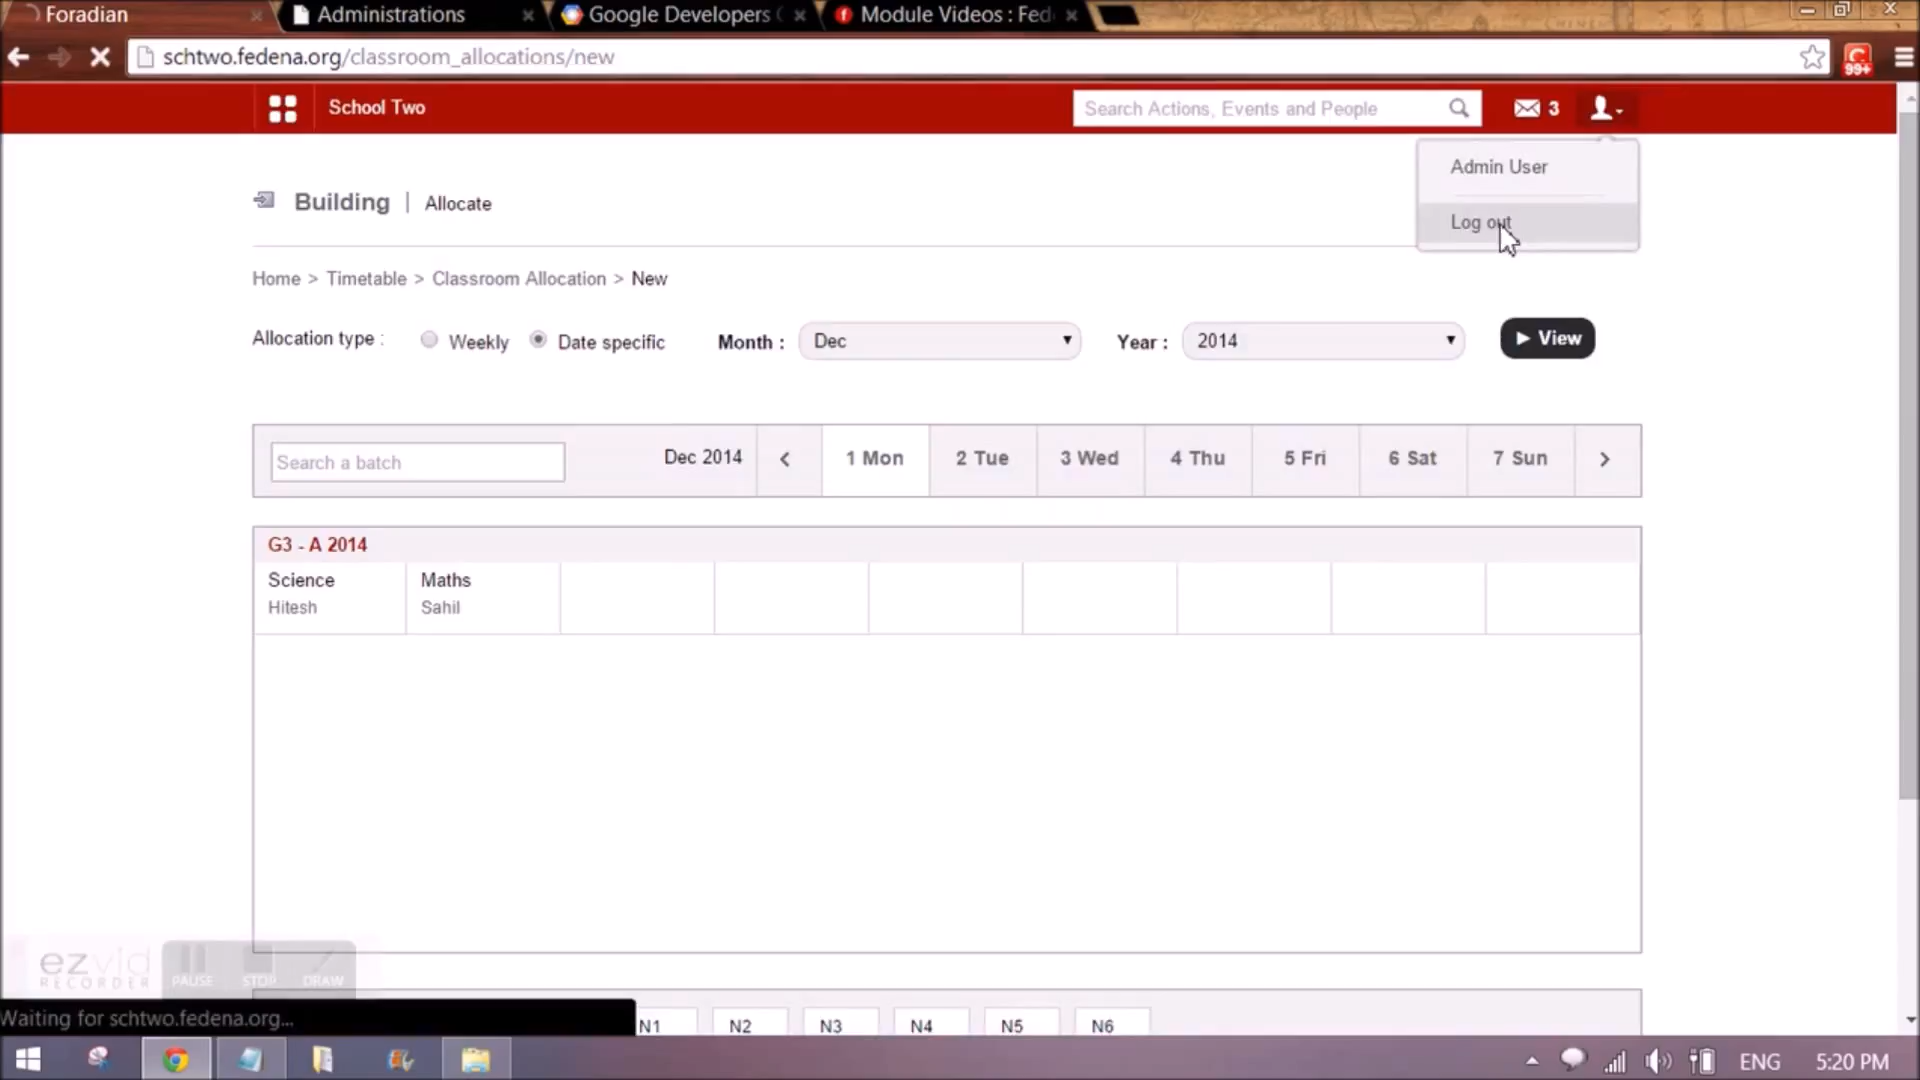 Foradian
Administrations
Google Developers (
Module Videos : Fed
schtwo.fedena.org/classroom_allocations/new
99+
School Two
Search Actions, Events and People
3
Admin User
Log out
Building | Allocate
Home > Timetable > Classroom Allocation > New
Allocation type :
Weekly
Date specific
Month :
Dec
Year :
2014
View
Search a batch
Dec 2014
1 Mon
2 Tue
3 Wed
4 Thu
5 Fri
6 Sat
7 Sun
G3 - A 2014
Science
Maths
Hitesh
Sahil
ezvid
RECORDER
PAUSE
STOP
DRAW
Waiting for schtwo.fedena.org...
N1
N2
N3
N4
N5
N6
ENG
5:20 PM